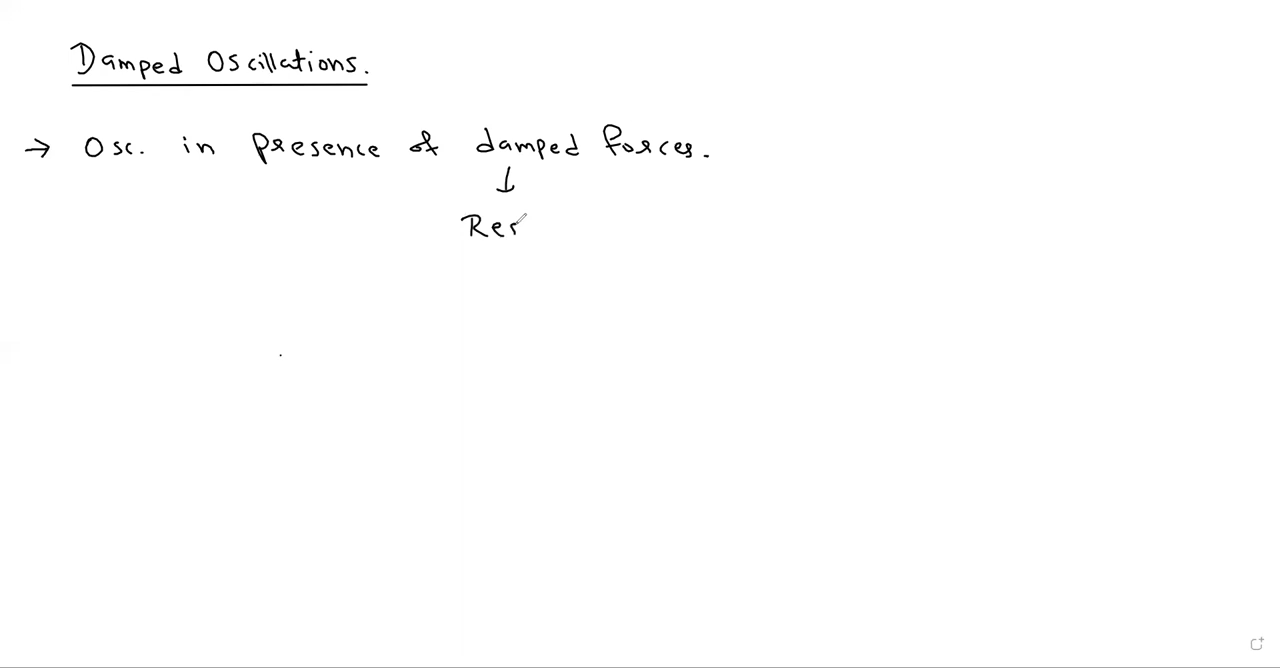 Damped Oscillations.
→ Osc. in presence of damped forces.
↓
Res